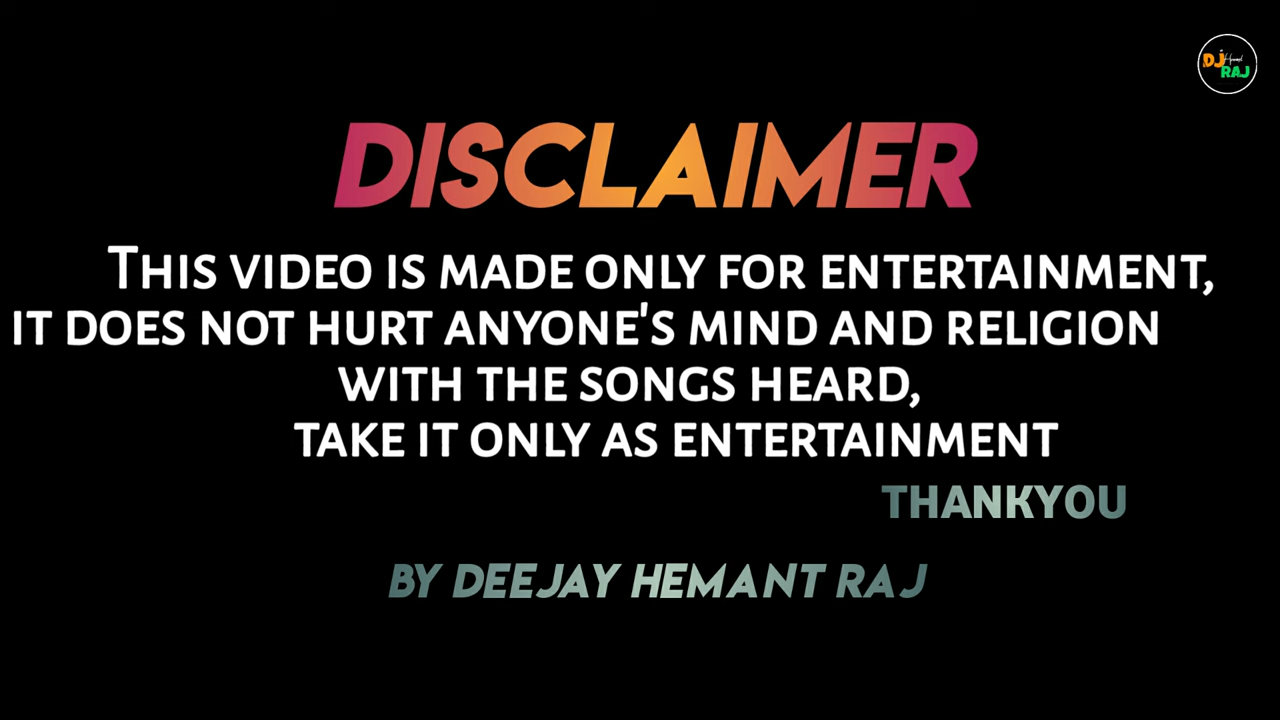 DJ Hemant
RAJ
DISCLAIMER
THIS VIDEO IS MADE ONLY FOR ENTERTAINMENT,
IT DOES NOT HURT ANYONE'S MIND AND RELIGION
WITH THE SONGS HEARD,
TAKE IT ONLY AS ENTERTAINMENT
THANKYOU
BY DEEJAY HEMANT RAJ